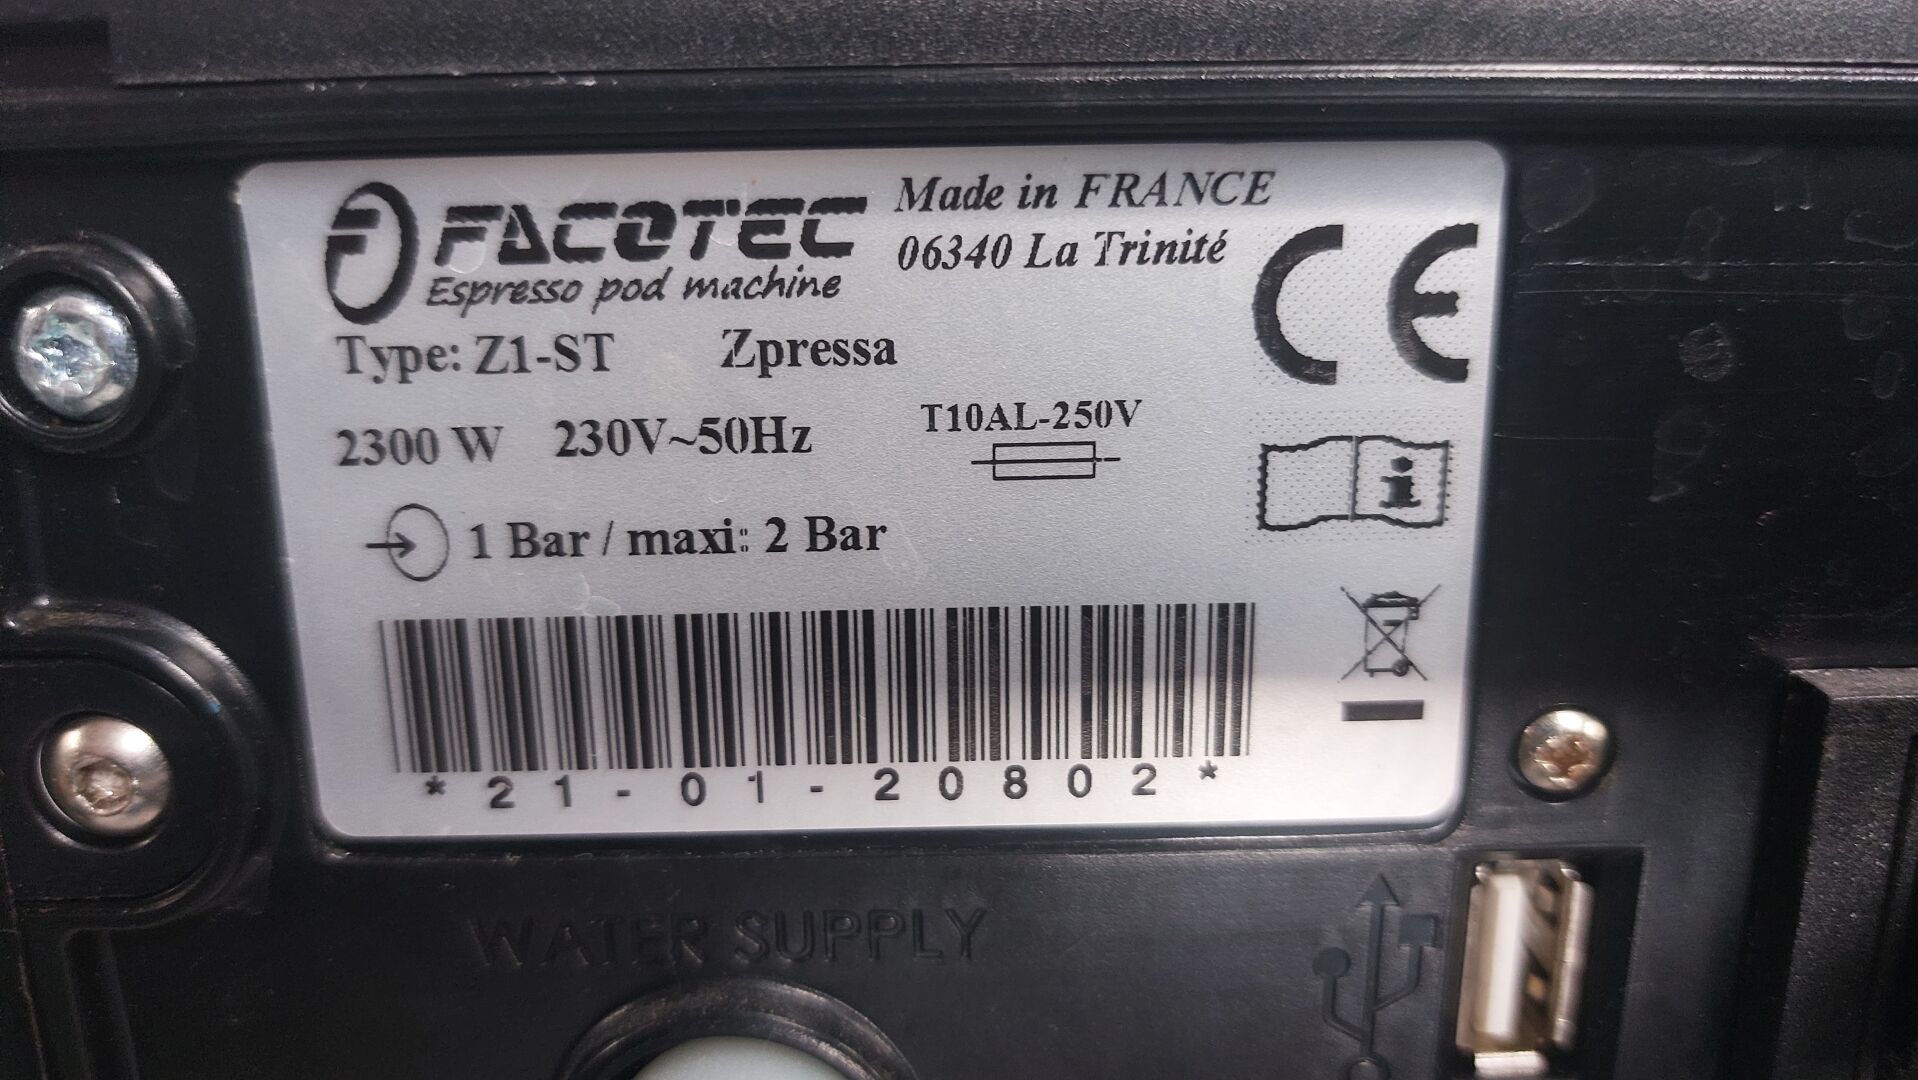 FACOTEC
Espresso pod machine
Made in FRANCE
06340 La Trinité
CE
Type: Z1-ST Zpressa
2300 W 230V~50Hz T10AL-250V
1 Bar / maxi: 2 Bar
*21-01-20802*
WATER SUPPLY